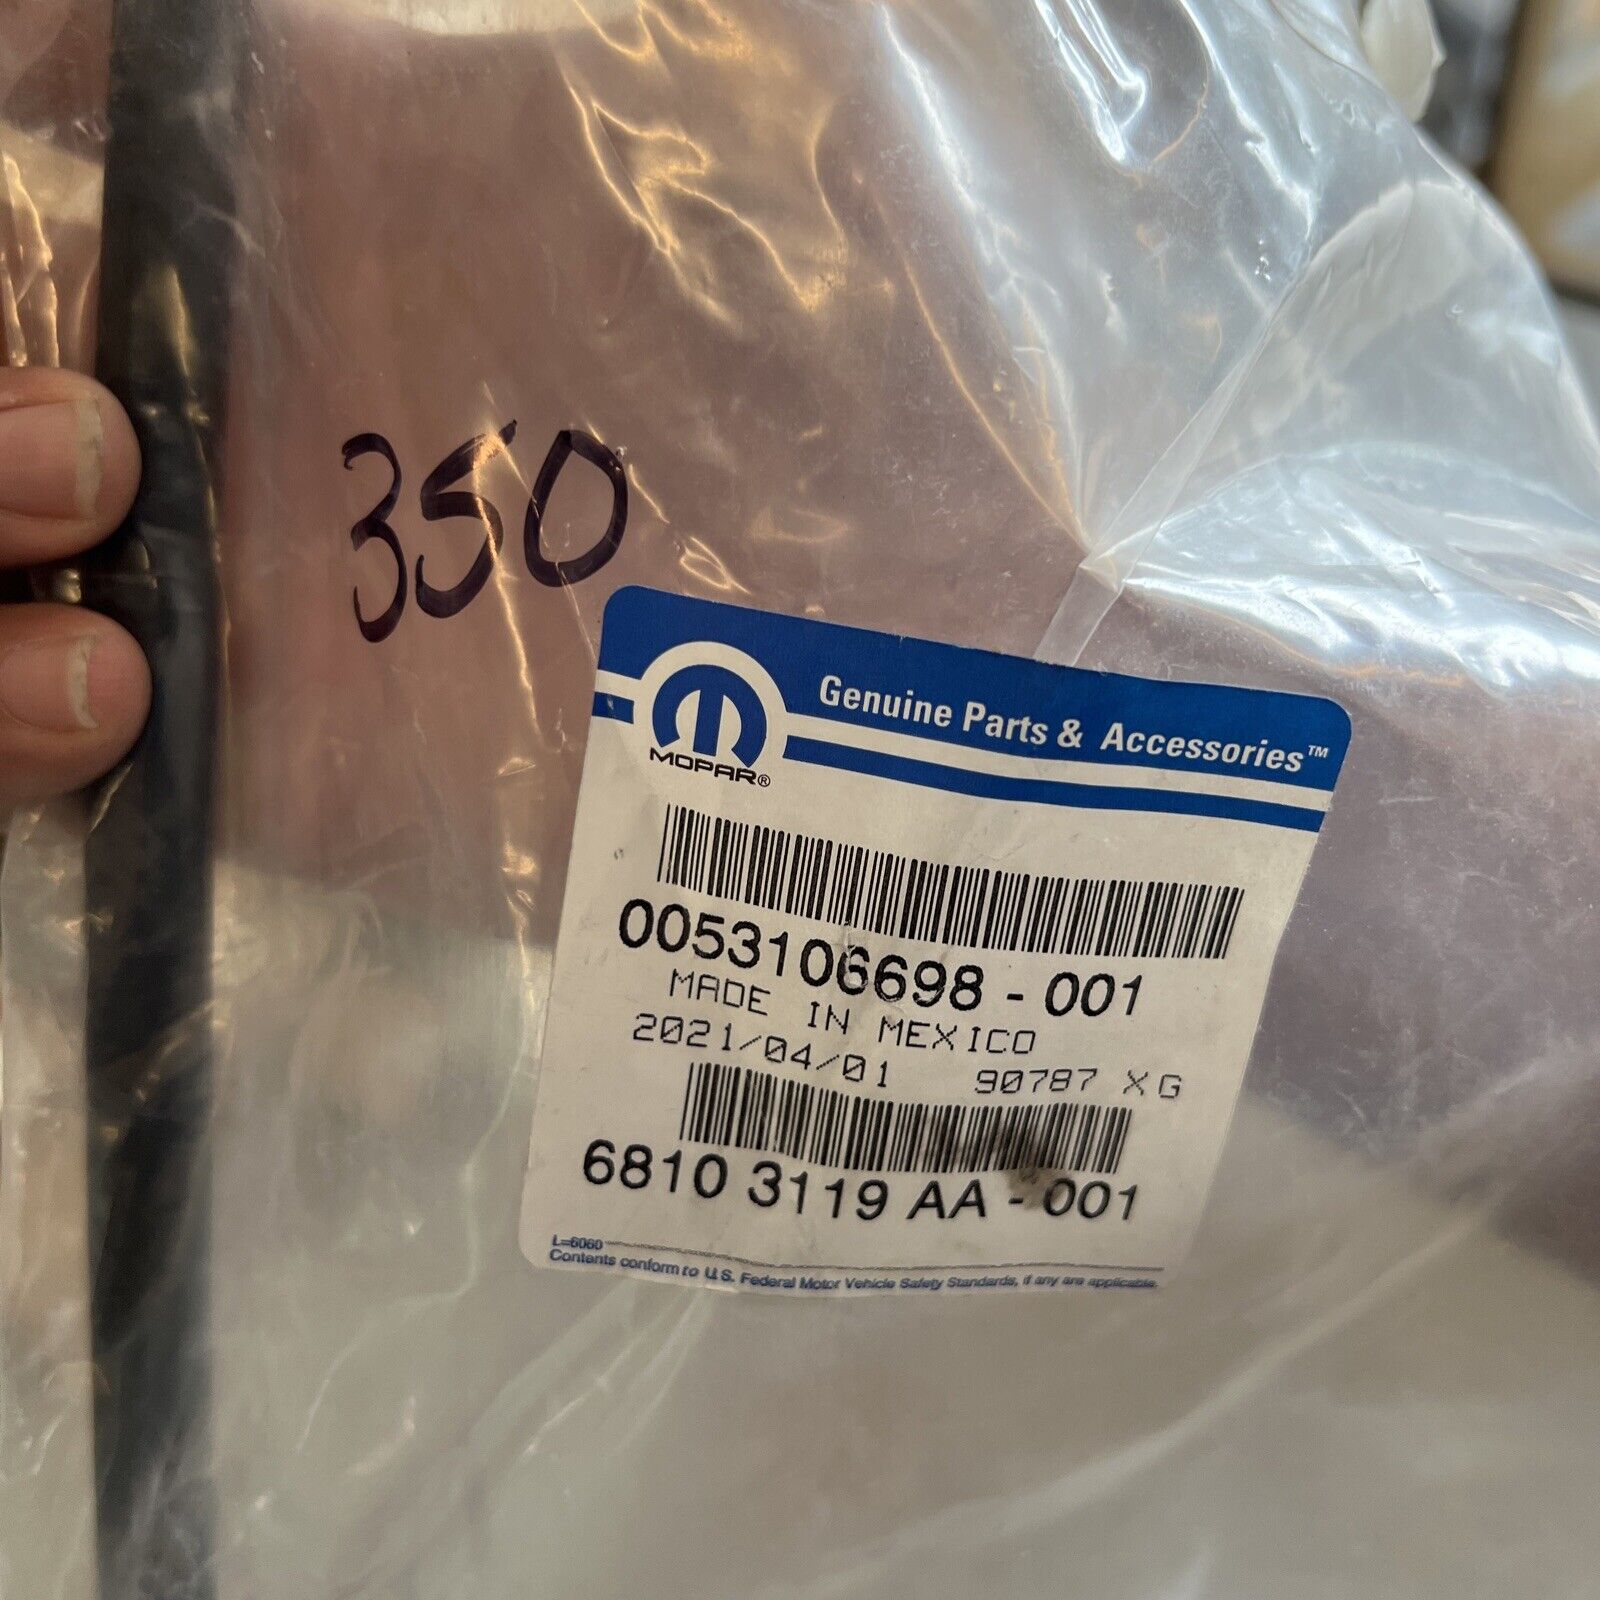 350
Genuine Parts & Accessories™
MOPAR®
0053106698 - 001
MADE IN MEXICO
2021/04/01 90787 XG
6810 3119 AA - 001
L=6060
Contents conform to U.S. Federal Motor Vehicle Safety Standards, if any are applicable.